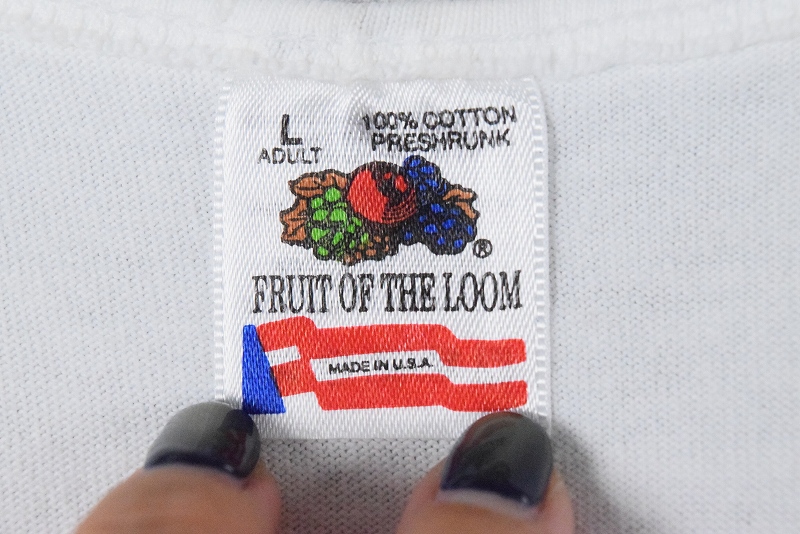 L
ADULT
100% COTTON
PRESHRUNK
®
FRUIT OF THE LOOM
MADE IN U.S.A.